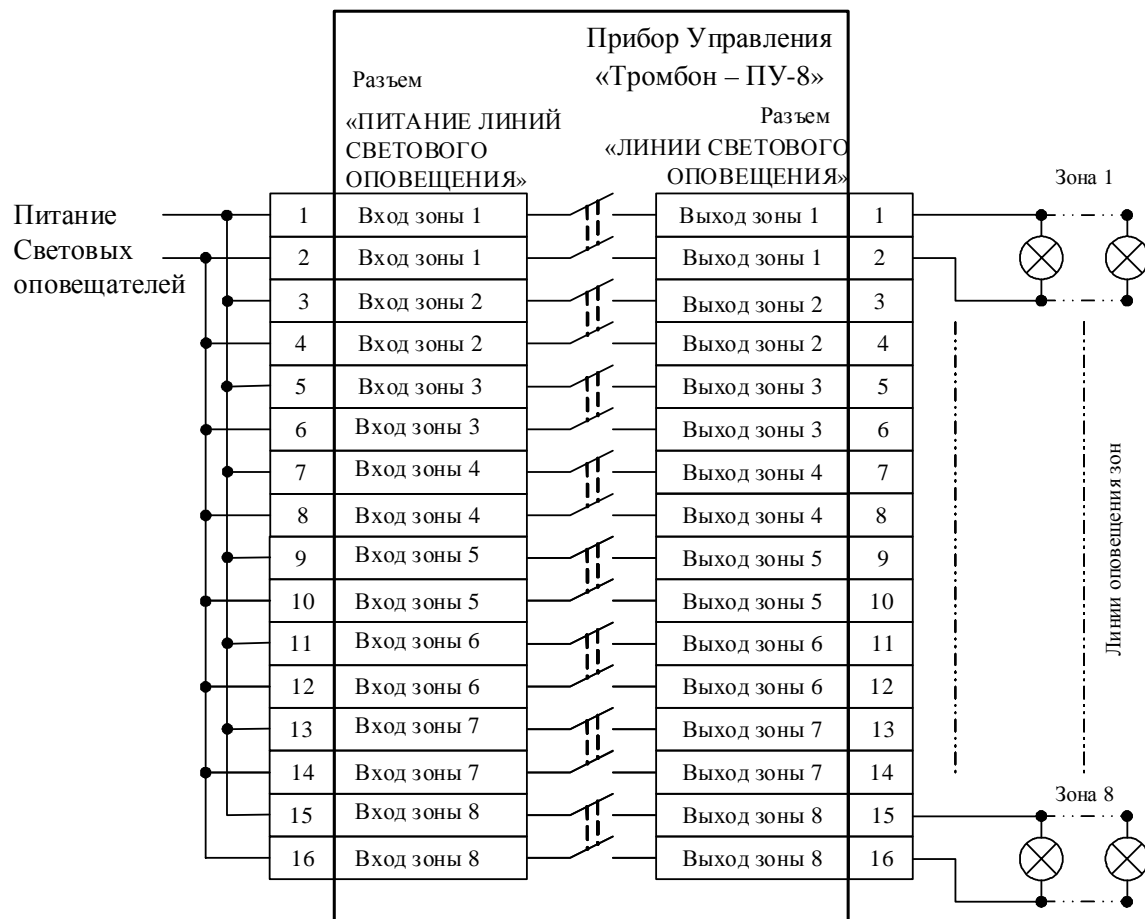 Прибор Управления
«Тромбон – ПУ-8»
Разъем
«ПИТАНИЕ ЛИНИЙ
СВЕТОВОГО
ОПОВЕЩЕНИЯ»
Разъем
«ЛИНИИ СВЕТОВОГО
ОПОВЕЩЕНИЯ»
Питание
Световых
оповещателей
Зона 1
1 Вход зоны 1 Выход зоны 1 1
2 Вход зоны 1 Выход зоны 1 2
3 Вход зоны 2 Выход зоны 2 3
4 Вход зоны 2 Выход зоны 2 4
5 Вход зоны 3 Выход зоны 3 5
6 Вход зоны 3 Выход зоны 3 6
7 Вход зоны 4 Выход зоны 4 7
8 Вход зоны 4 Выход зоны 4 8
9 Вход зоны 5 Выход зоны 5 9
10 Вход зоны 5 Выход зоны 5 10
11 Вход зоны 6 Выход зоны 6 11
12 Вход зоны 6 Выход зоны 6 12
13 Вход зоны 7 Выход зоны 7 13
14 Вход зоны 7 Выход зоны 7 14
15 Вход зоны 8 Выход зоны 8 15
16 Вход зоны 8 Выход зоны 8 16
Линии оповещения зон
Зона 8